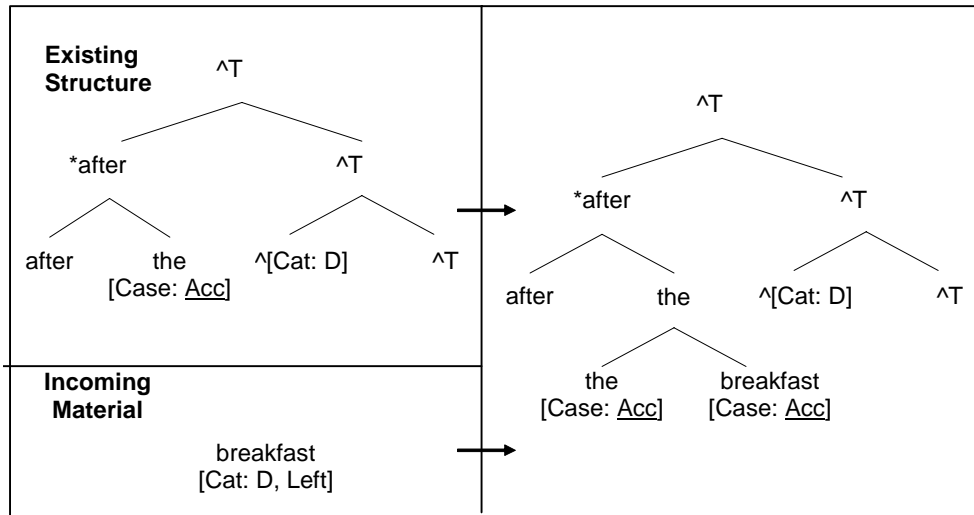 Existing
Structure
^T
*after
^T
after
the
^[Cat: D]
^T
[Case: Acc]
Incoming
Material
breakfast
[Cat: D, Left]
^T
*after
^T
after
the
^[Cat: D]
^T
the
breakfast
[Case: Acc]
[Case: Acc]